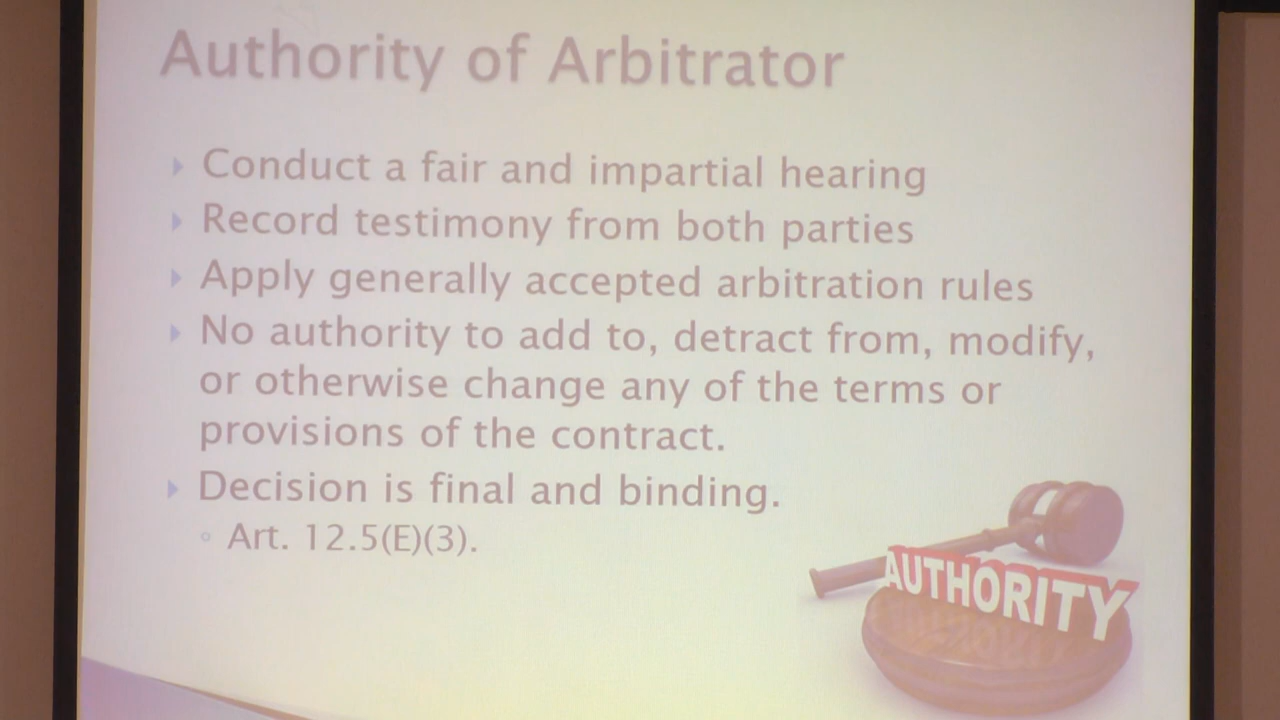 Authority of Arbitrator
Conduct a fair and impartial hearing
Record testimony from both parties
Apply generally accepted arbitration rules
No authority to add to, detract from, modify,
or otherwise change any of the terms or
provisions of the contract.
Decision is final and binding.
Art. 12.5(E)(3).
AUTHORITY